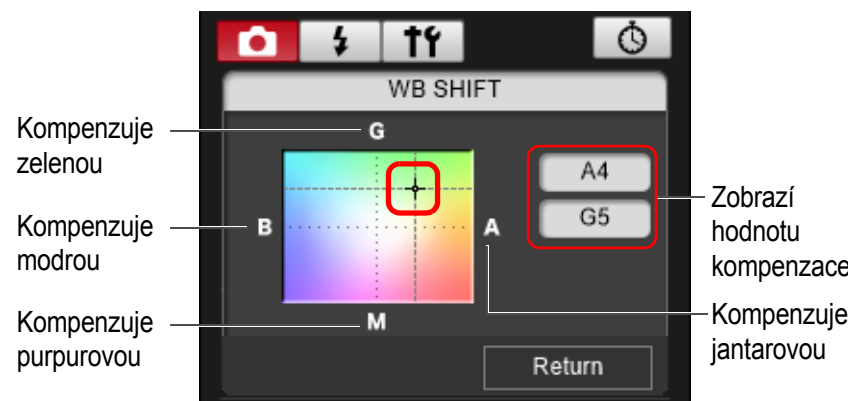 WB SHIFT
Kompenzuje
zelenou
G
A4
G5
Zobrazí
hodnotu
kompenzace
Kompenzuje
modrou
B
A
Kompenzuje
purpurovou
M
Kompenzuje
jantarovou
Return